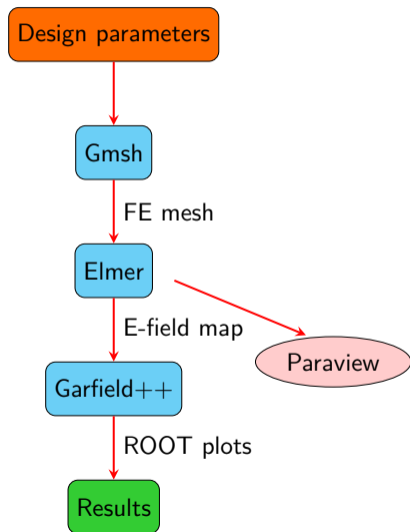 Design parameters
Gmsh
FE mesh
Elmer
E-field map
Paraview
Garfield++
ROOT plots
Results